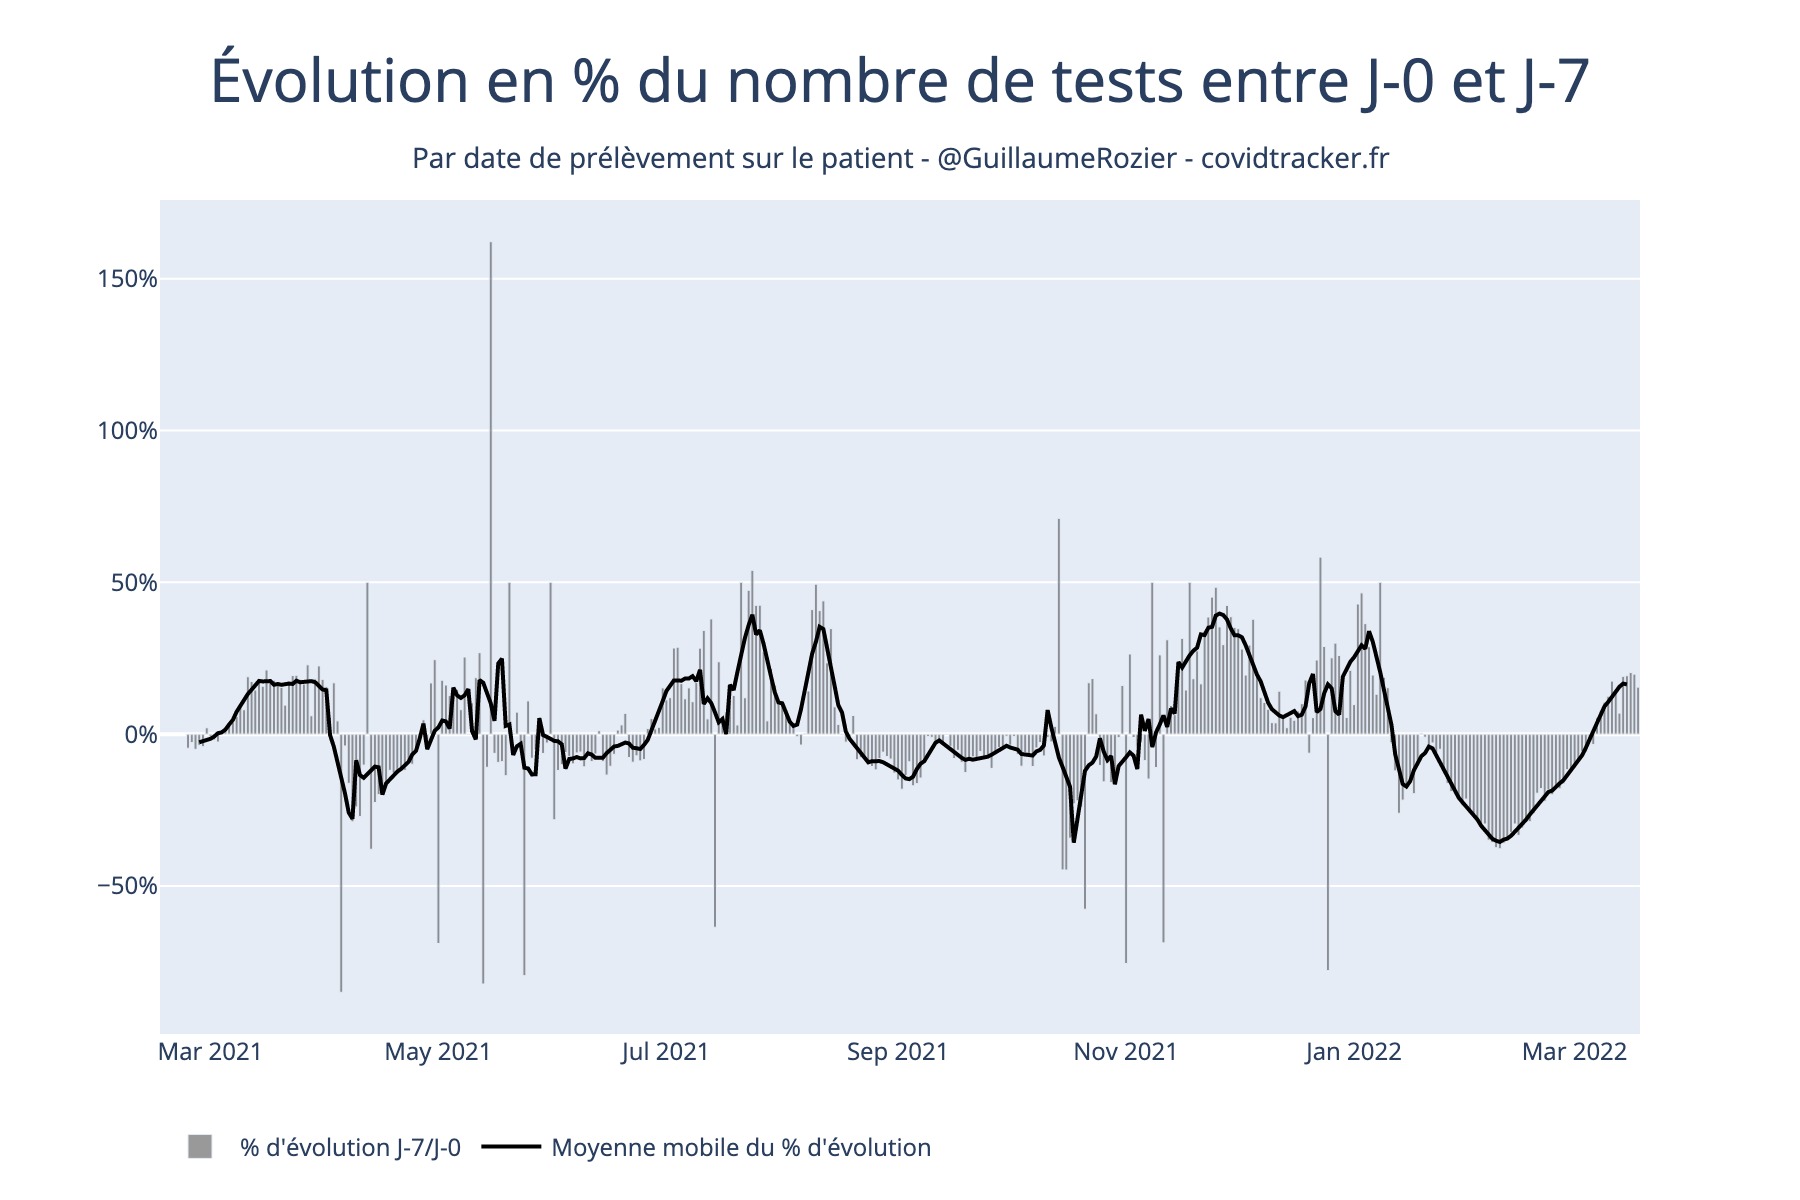 Évolution en % du nombre de tests entre J-0 et J-7
Par date de prélèvement sur le patient - @GuillaumeRozier - covidtracker.fr
150%
100%
50%
0%
−50%
Mar 2021
May 2021
Jul 2021
Sep 2021
Nov 2021
Jan 2022
Mar 2022
% d'évolution J-7/J-0
Moyenne mobile du % d'évolution